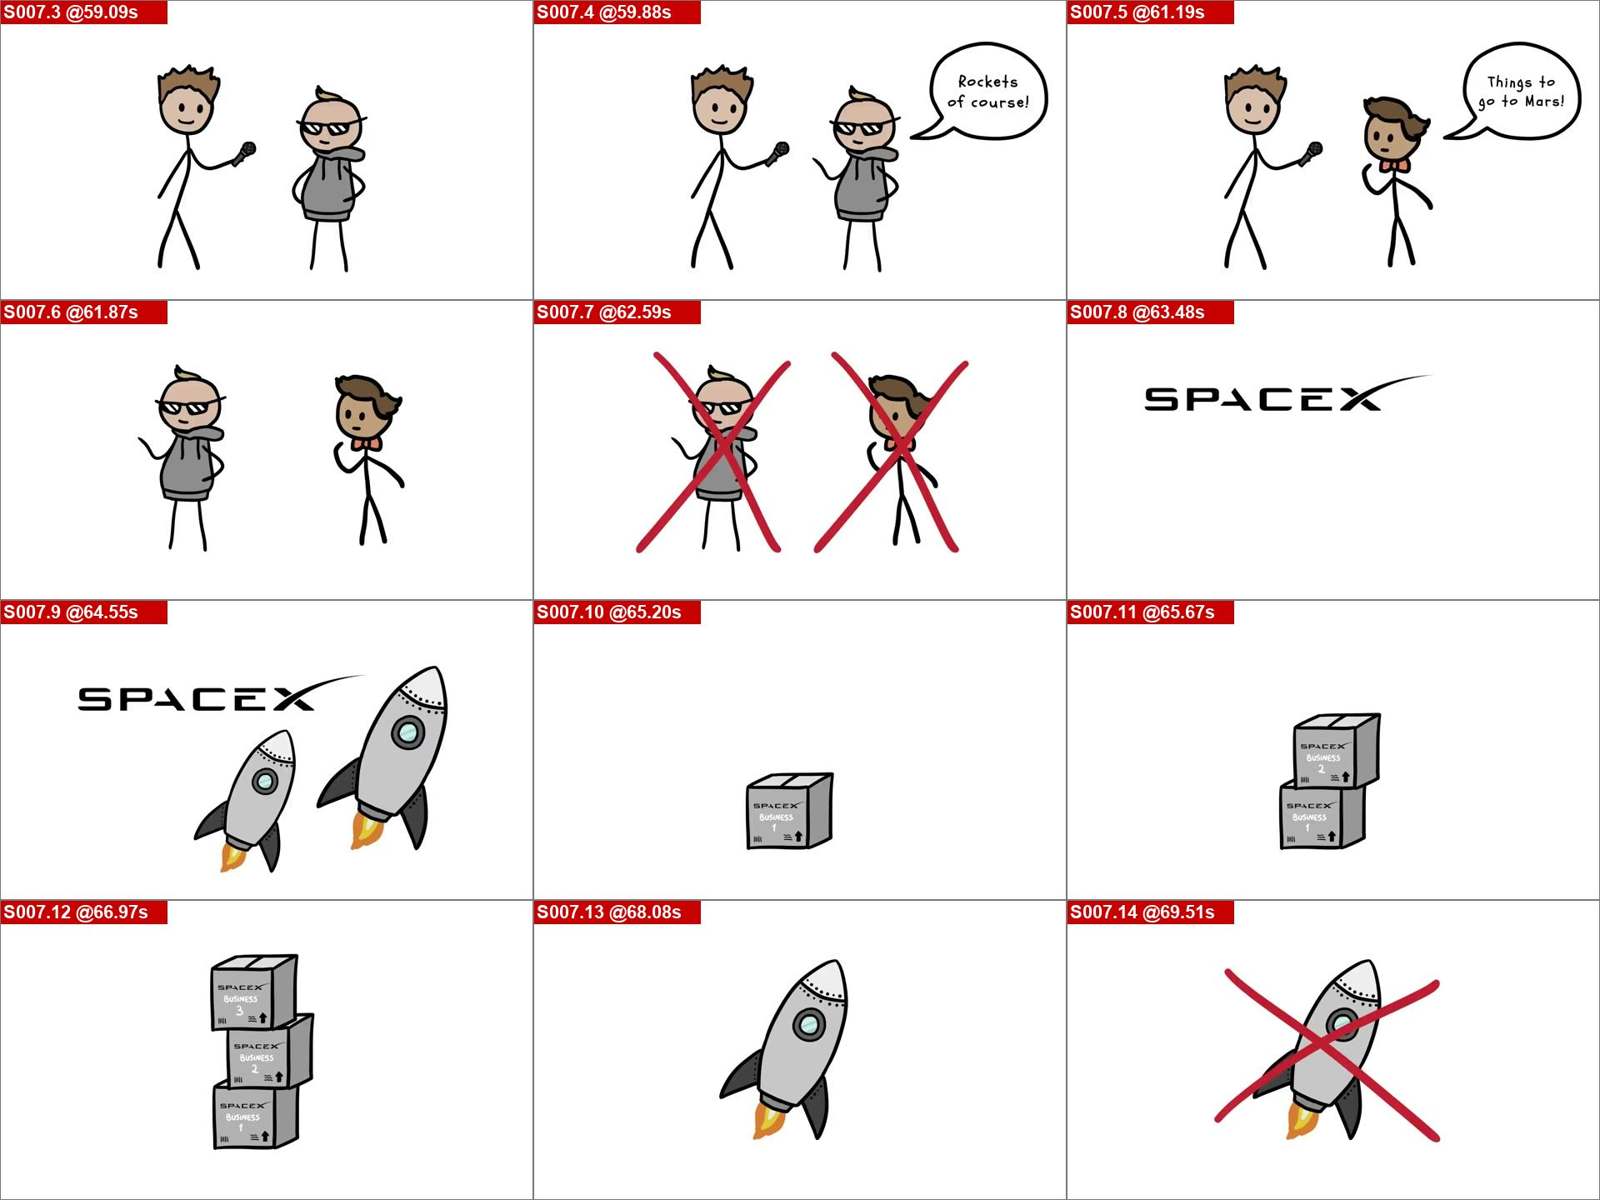 S007.3 @59.09s
S007.4 @59.88s
Rockets
of course!
S007.5 @61.19s
Things to
go to Mars!
S007.6 @61.87s
S007.7 @62.59s
S007.8 @63.48s
SPACEX
S007.9 @64.55s
SPACEX
S007.10 @65.20s
SPACEX
BUSINESS
1
S007.11 @65.67s
SPACEX
BUSINESS
2
SPACEX
BUSINESS
1
S007.12 @66.97s
SPACEX
BUSINESS
3
SPACEX
BUSINESS
2
SPACEX
BUSINESS
1
S007.13 @68.08s
S007.14 @69.51s